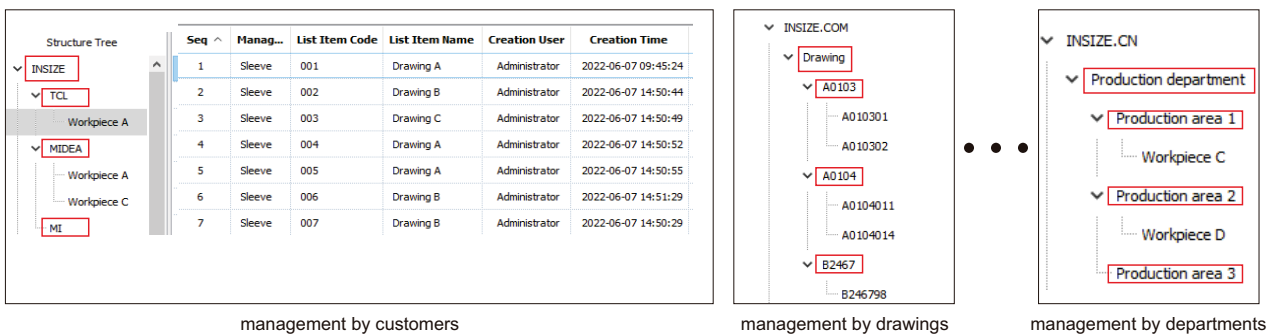 Structure Tree
INSIZE
TCL
Workpiece A
MIDEA
Workpiece A
Workpiece C
MI
Seq Manag... List Item Code List Item Name Creation User Creation Time
1 Sleeve 001 Drawing A Administrator 2022-06-07 09:45:24
2 Sleeve 002 Drawing B Administrator 2022-06-07 14:50:44
3 Sleeve 003 Drawing C Administrator 2022-06-07 14:50:49
4 Sleeve 004 Drawing A Administrator 2022-06-07 14:50:52
5 Sleeve 005 Drawing A Administrator 2022-06-07 14:50:55
6 Sleeve 006 Drawing B Administrator 2022-06-07 14:51:29
7 Sleeve 007 Drawing B Administrator 2022-06-07 14:50:29
management by customers
INSIZE.COM
Drawing
A0103
A010301
A010302
A0104
A0104011
A0104014
B2467
B246798
management by drawings
INSIZE.CN
Production department
Production area 1
Workpiece C
Production area 2
Workpiece D
Production area 3
management by departments